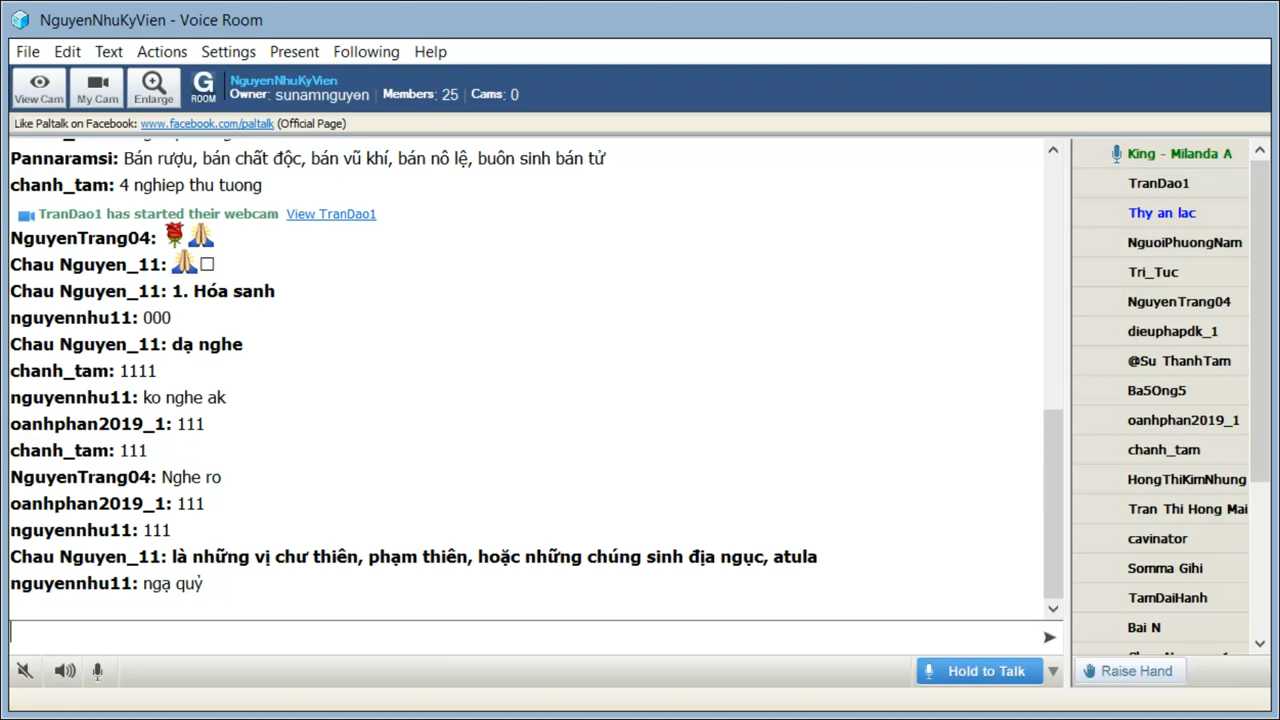 NguyenNhuKyVien - Voice Room
File Edit Text Actions Settings Present Following Help
View Cam
My Cam
Enlarge
G ROOM
NguyenNhuKyVien
Owner: sunamnguyen | Members: 25 | Cams: 0
Like Paltalk on Facebook: www.facebook.com/paltalk (Official Page)
Pannaramsi: Bán rượu, bán chất độc, bán vũ khí, bán nô lệ, buôn sinh bán tử
chanh_tam: 4 nghiep thu tuong
TranDao1 has started their webcam View TranDao1
NguyenTrang04:
Chau Nguyen_11:
Chau Nguyen_11: 1. Hóa sanh
nguyennhu11: 000
Chau Nguyen_11: dạ nghe
chanh_tam: 1111
nguyennhu11: ko nghe ak
oanhphan2019_1: 111
chanh_tam: 111
NguyenTrang04: Nghe ro
oanhphan2019_1: 111
nguyennhu11: 111
Chau Nguyen_11: là những vị chư thiên, phạm thiên, hoặc những chúng sinh địa ngục, atula
nguyennhu11: ngạ quỷ
King - Milanda A
TranDao1
Thy an lac
NguoiPhuongNam
Tri_Tuc
NguyenTrang04
dieuphapdk_1
@Su ThanhTam
Ba5Ong5
oanhphan2019_1
chanh_tam
HongThiKimNhung
Tran Thi Hong Mai
cavinator
Somma Gihi
TamDaiHanh
Bai N
Hold to Talk
Raise Hand